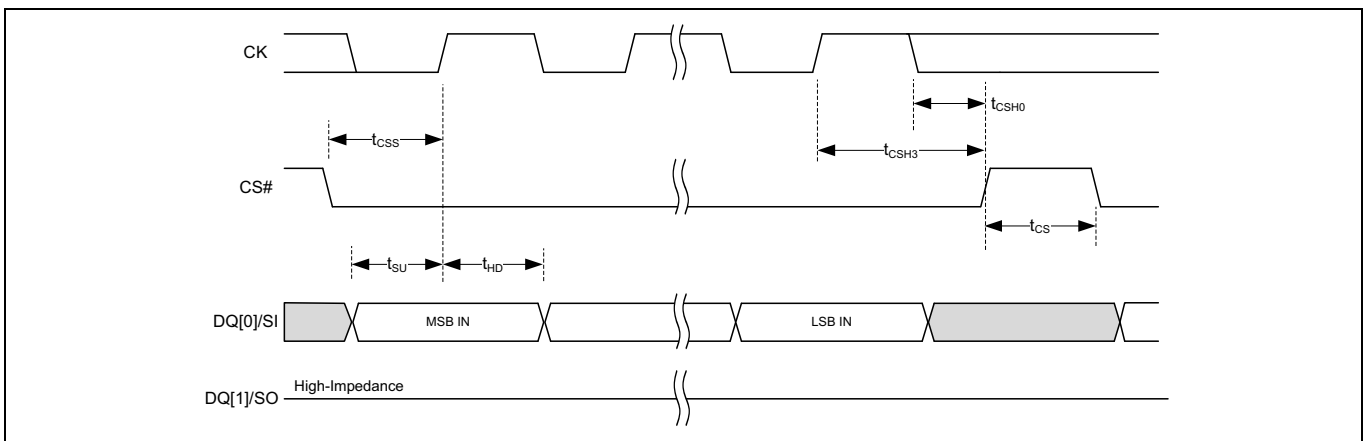 CK
tCSH0
tCSS
tCSH3
CS#
tCS
tSU
tHD
DQ[0]/SI
MSB IN
LSB IN
High-Impedance
DQ[1]/SO